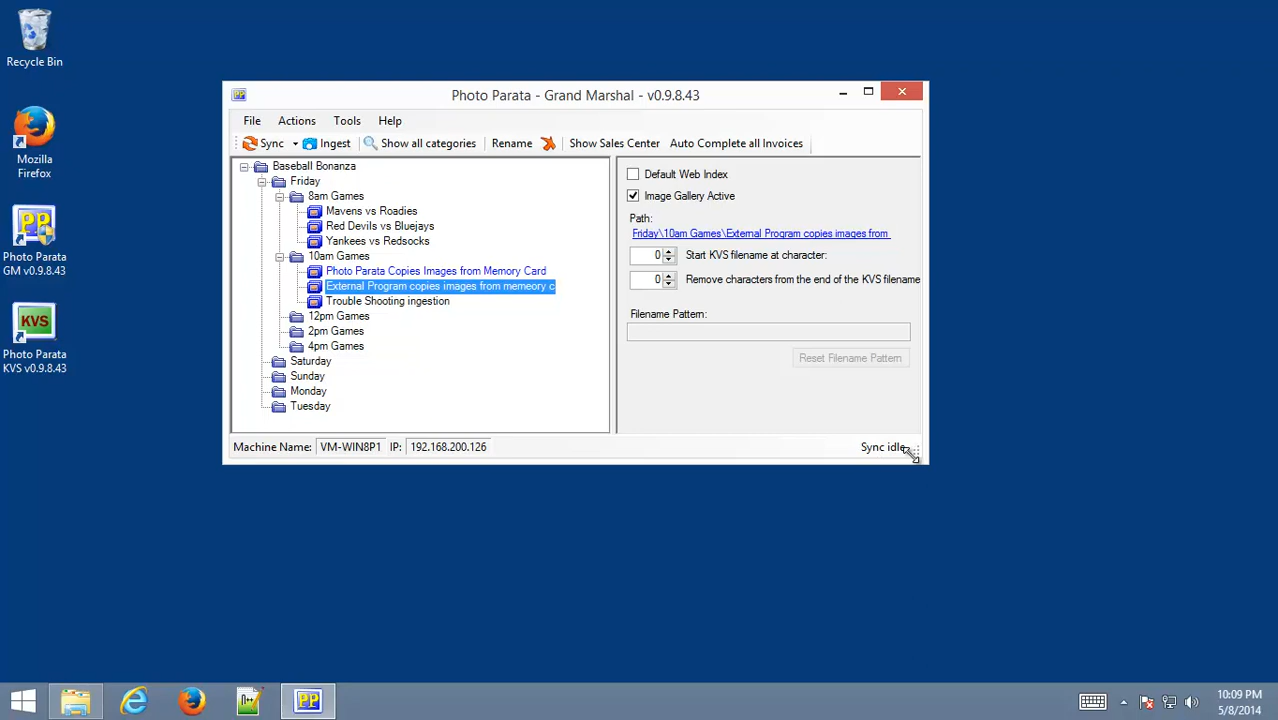 Recycle Bin
Mozilla
Firefox
Photo Parata
GM v0.9.8.43
KVS
Photo Parata
KVS v0.9.8.43
PP
Photo Parata - Grand Marshal - v0.9.8.43
File Actions Tools Help
Sync Ingest Show all categories Rename Show Sales Center Auto Complete all Invoices
Baseball Bonanza
Friday
8am Games
Mavens vs Roadies
Red Devils vs Bluejays
Yankees vs Redsocks
10am Games
Photo Parata Copies Images from Memory Card
External Program copies images from memeory c
Trouble Shooting ingestion
12pm Games
2pm Games
4pm Games
Saturday
Sunday
Monday
Tuesday
Default Web Index
Image Gallery Active
Path:
Friday\10am Games\External Program copies images from
0 Start KVS filename at character:
0 Remove characters from the end of the KVS filename
Filename Pattern:
Reset Filename Pattern
Machine Name: VM-WIN8P1 IP: 192.168.200.126 Sync idle
PP
10:09 PM
5/8/2014